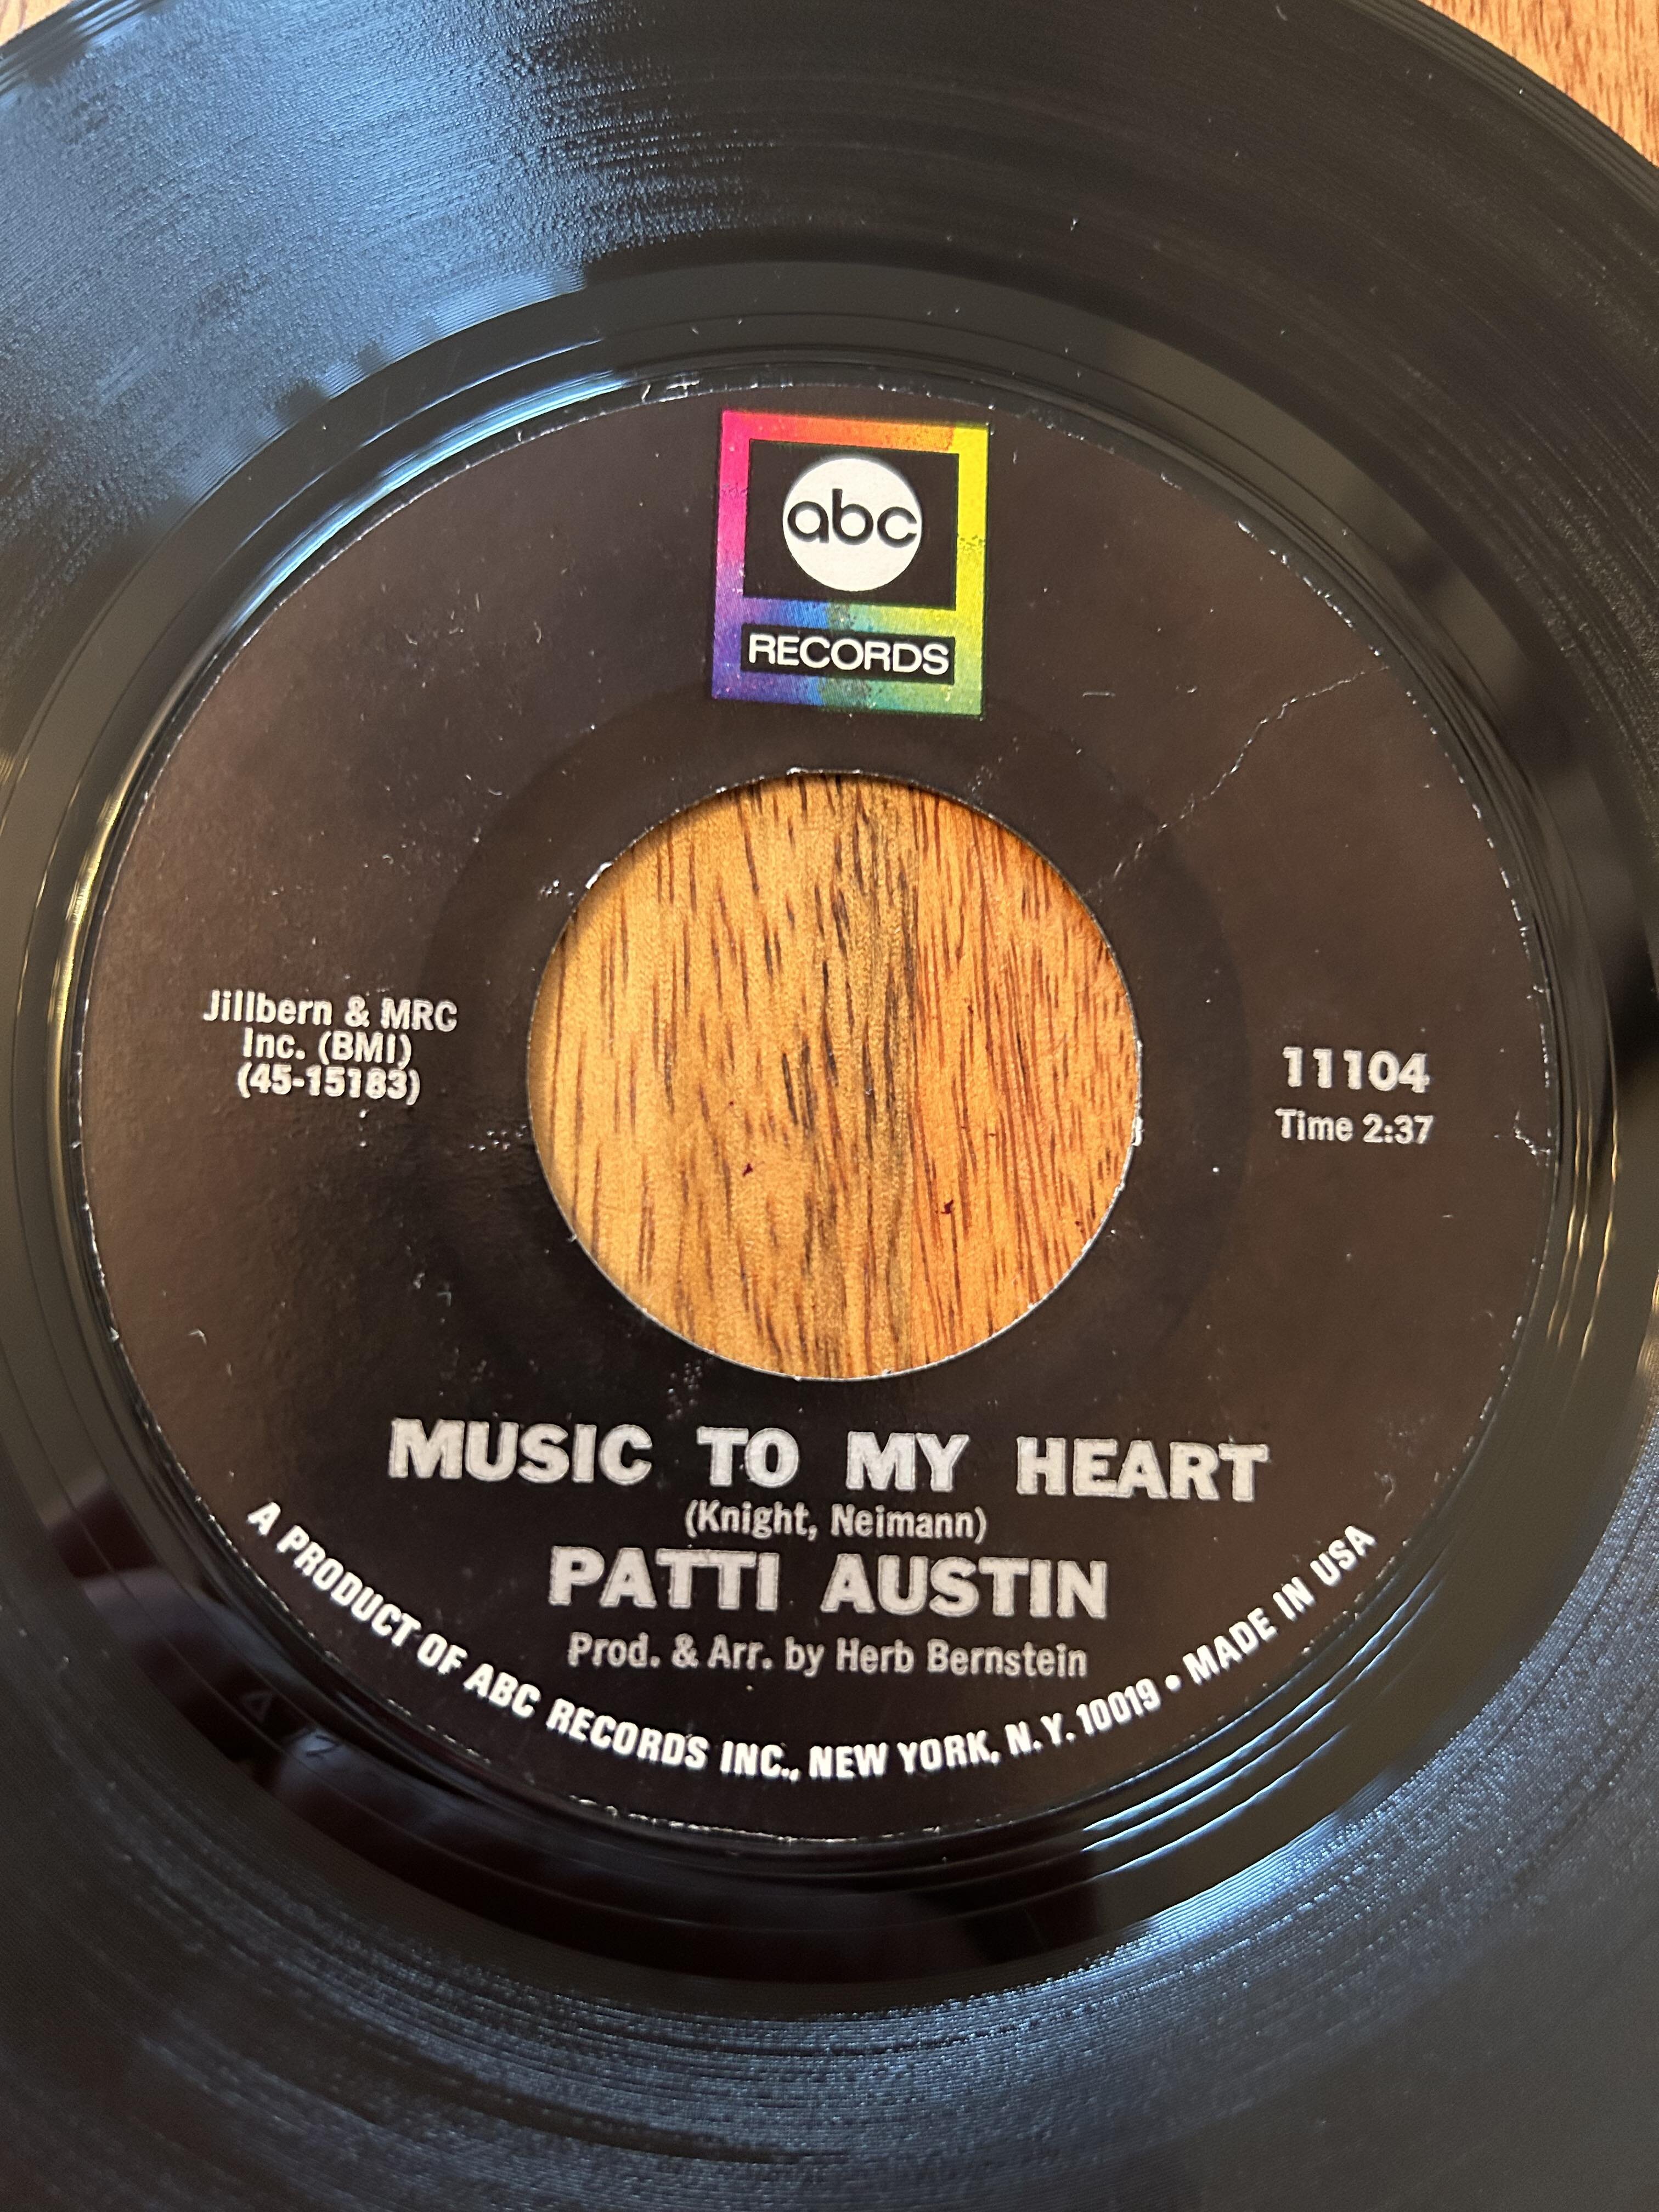 abc
RECORDS
Jillbern & MRC
Inc. (BMI)
(45-15183)
11104
Time 2:37
MUSIC TO MY HEART
(Knight, Neimann)
PATTI AUSTIN
Prod. & Arr. by Herb Bernstein
A PRODUCT OF ABC RECORDS INC., NEW YORK, N. Y. 10019 • MADE IN USA